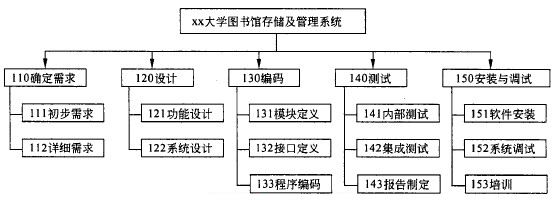 xx大学图书馆存储及管理系统
110确定需求
120设计
130编码
140测试
150安装与调试
111初步需求
121功能设计
131模块定义
141内部测试
151软件安装
112详细需求
122系统设计
132接口定义
142集成测试
152系统调试
133程序编码
143报告制定
153培训